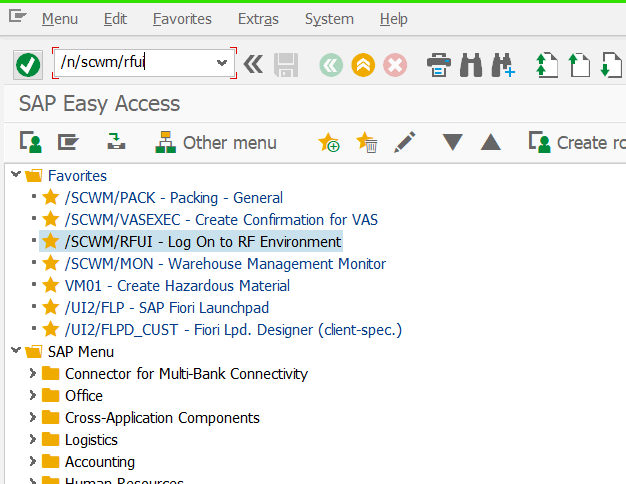 Menu Edit Favorites Extras System Help
/n/scwm/rfui
SAP Easy Access
Other menu Create ro
Favorites
/SCWM/PACK - Packing - General
/SCWM/VASEXEC - Create Confirmation for VAS
/SCWM/RFUI - Log On to RF Environment
/SCWM/MON - Warehouse Management Monitor
VM01 - Create Hazardous Material
/UI2/FLP - SAP Fiori Launchpad
/UI2/FLPD_CUST - Fiori Lpd. Designer (client-spec.)
SAP Menu
Connector for Multi-Bank Connectivity
Office
Cross-Application Components
Logistics
Accounting
Human Resources